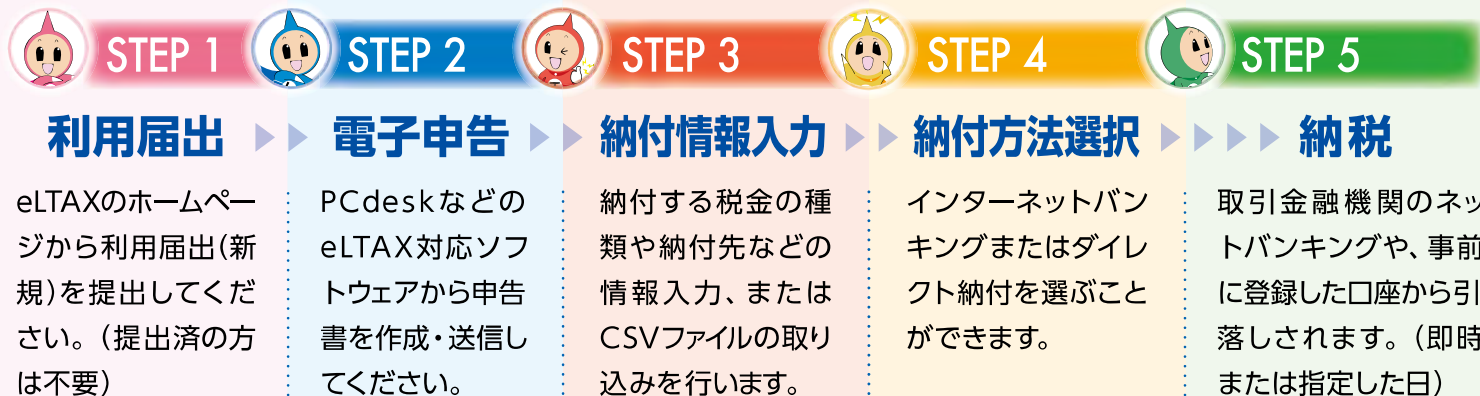 STEP 1
利用届出
eLTAXのホームペー
ジから利用届出(新
規)を提出してくだ
さい。(提出済の方
は不要)
STEP 2
電子申告
PCdeskなどの
eLTAX対応ソフ
トウェアから申告
書を作成・送信し
てください。
STEP 3
納付情報入力
納付する税金の種
類や納付先などの
情報入力、または
CSVファイルの取り
込みを行います。
STEP 4
納付方法選択
インターネットバン
キングまたはダイレ
クト納付を選ぶこと
ができます。
STEP 5
納税
取引金融機関のネッ
トバンキングや、事前
に登録した口座から引
落しされます。(即時
または指定した日)